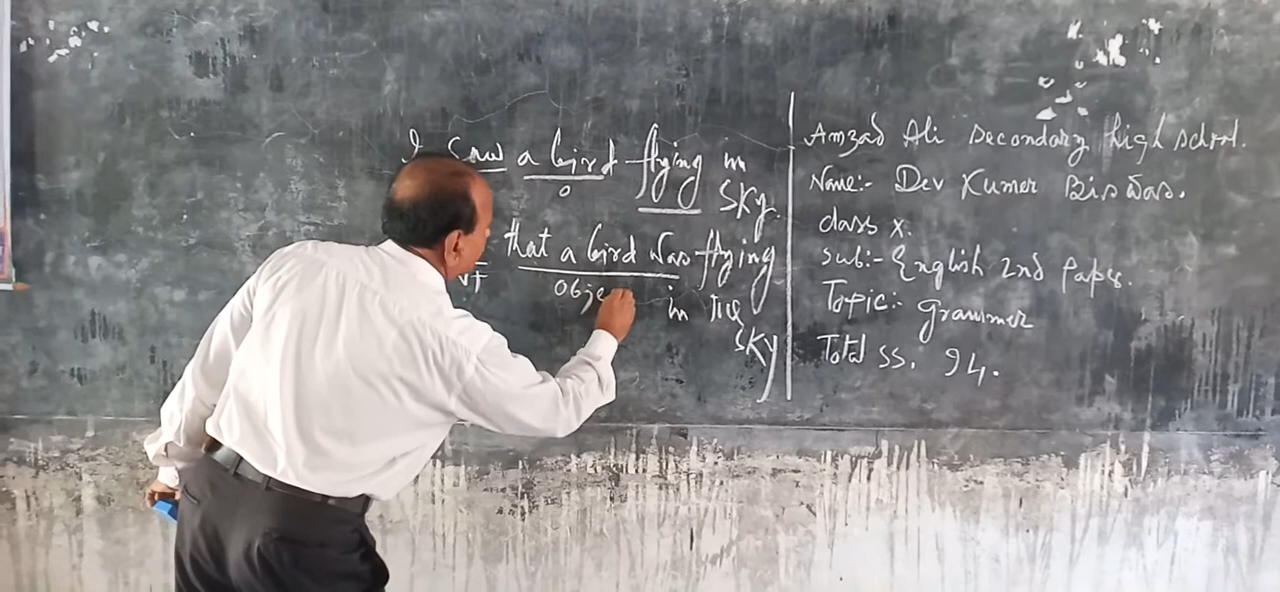 I saw a bird flying in
sky.
O
that a bird was flying
in the
sky
VT
Obje
Amzad Ali Secondary high school.
Name:- Dev Kumer Biswas.
class X.
Sub:- English 2nd Paper.
Topic:- Grammer
Total SS. 94.